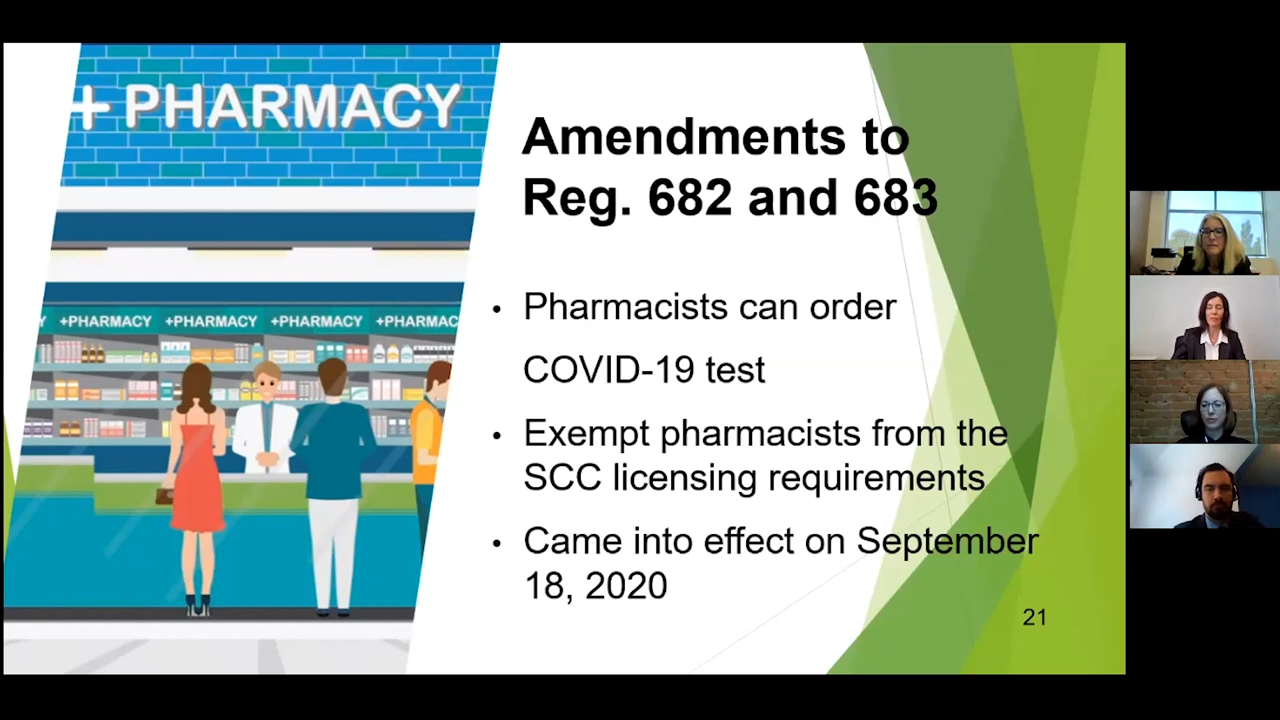 + PHARMACY
Amendments to
Reg. 682 and 683
Y +PHARMACY +PHARMACY +PHARMACY +PHARMAC
• Pharmacists can order
COVID-19 test
• Exempt pharmacists from the
SCC licensing requirements
• Came into effect on September
18, 2020
21